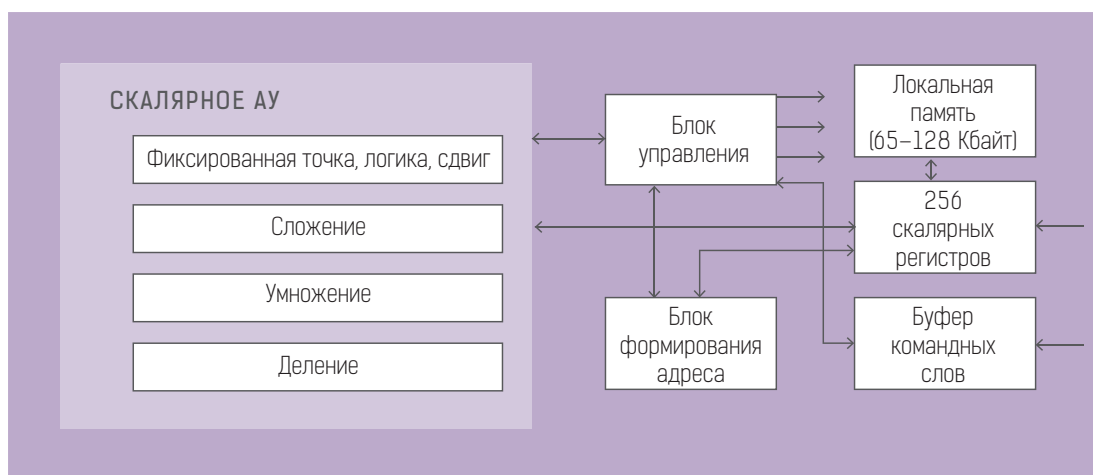 СКАЛЯРНОЕ АУ
Фиксированная точка, логика, сдвиг
Сложение
Умножение
Деление
Блок
управления
Блок
формирования
адреса
Локальная
память
(65–128 Кбайт)
256
скалярных
регистров
Буфер
командных
слов